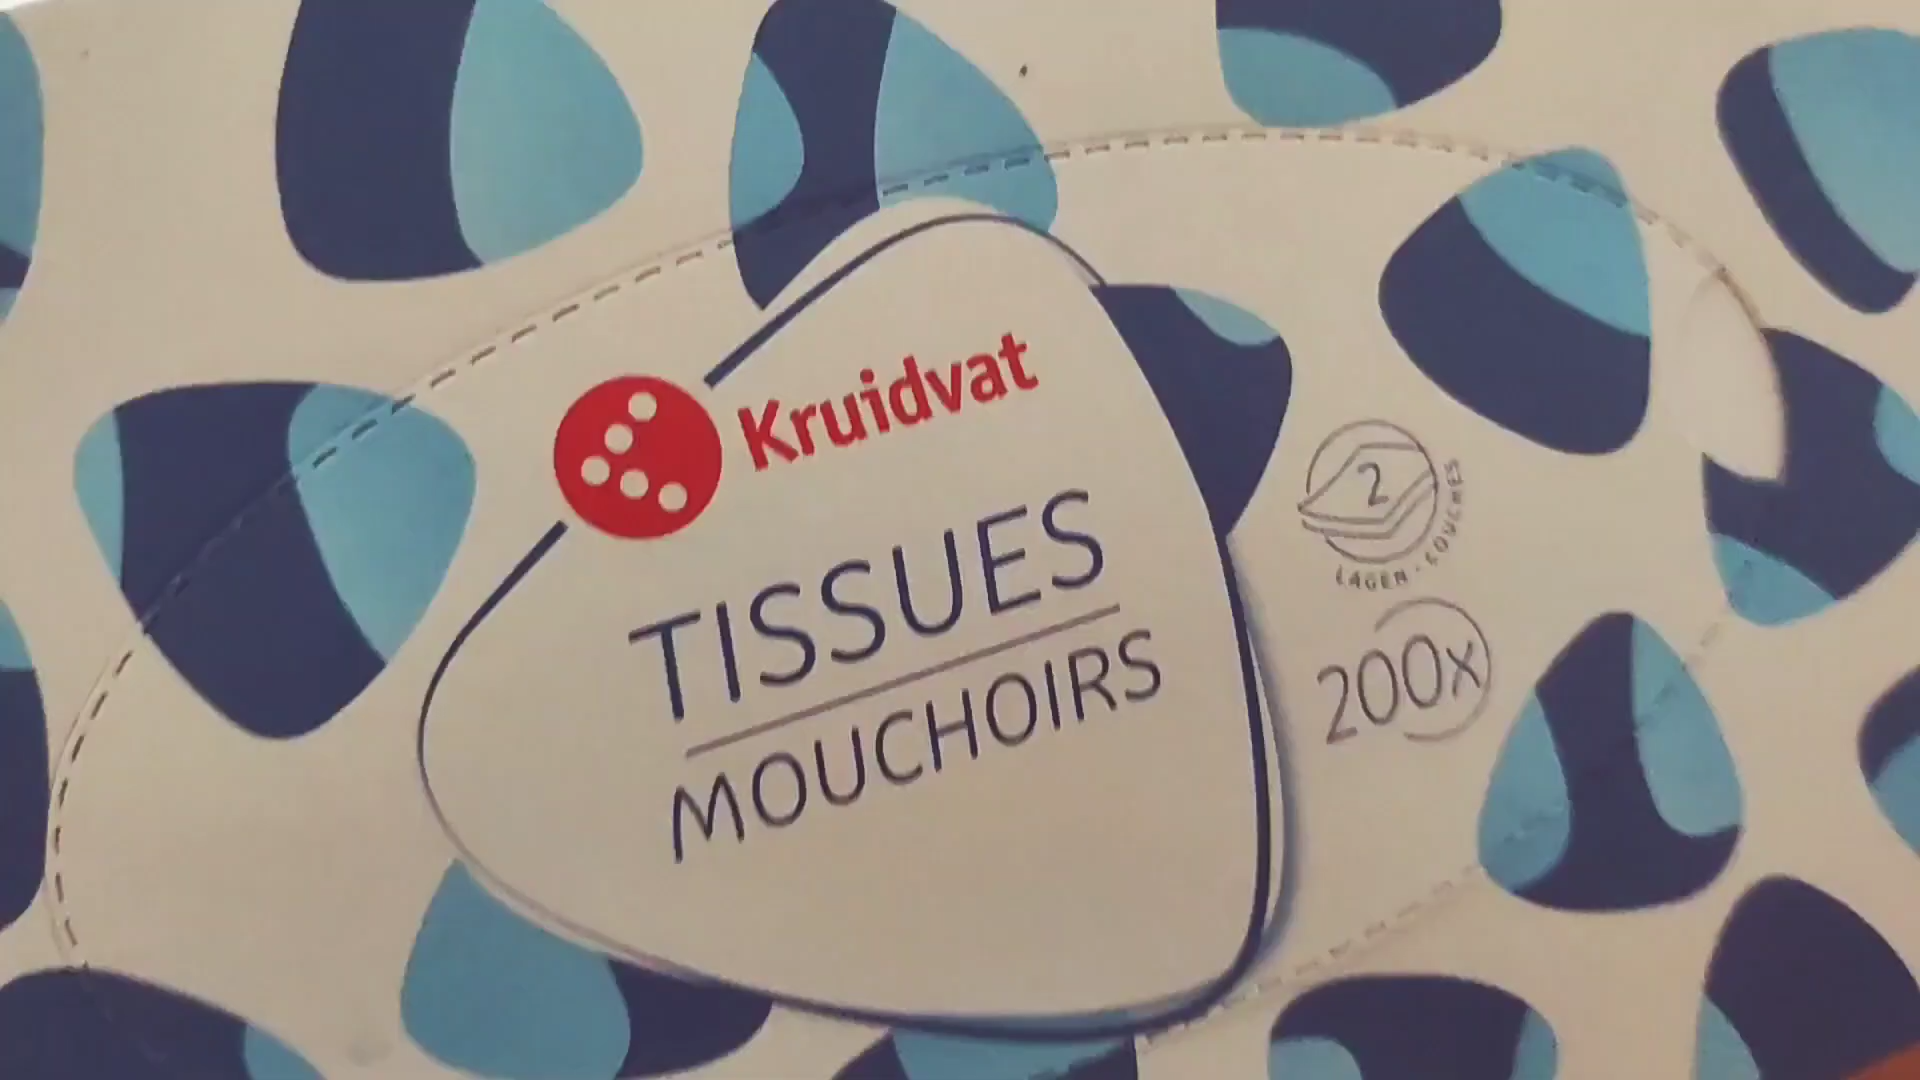 Kruidvat
TISSUES
MOUCHOIRS
2
LAGEN · COUCHES
200x